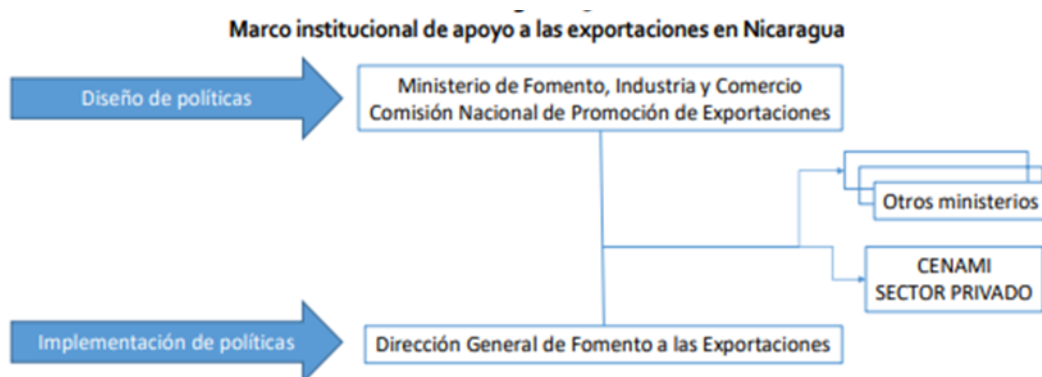 Marco institucional de apoyo a las exportaciones en Nicaragua
Diseño de políticas
Ministerio de Fomento, Industria y Comercio
Comisión Nacional de Promoción de Exportaciones
Otros ministerios
CENAMI
SECTOR PRIVADO
Implementación de políticas
Dirección General de Fomento a las Exportaciones